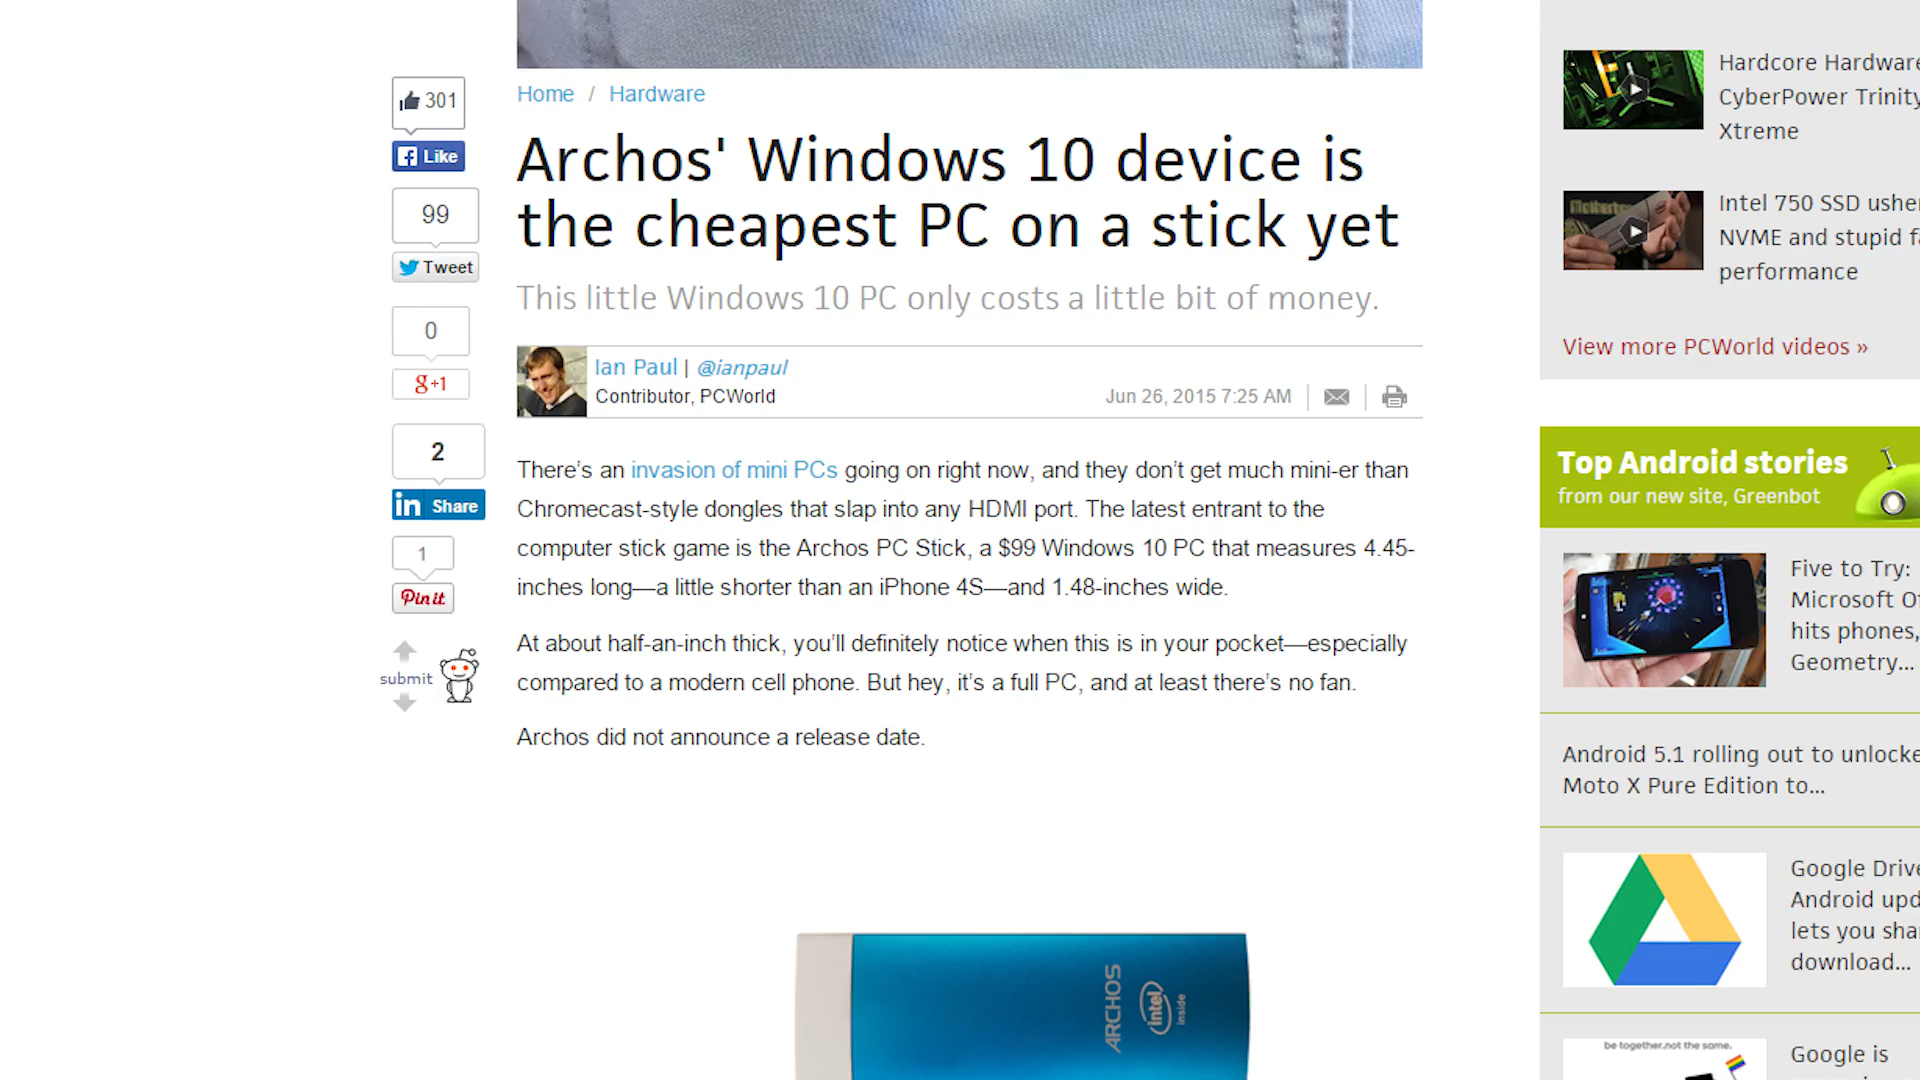 301
Like
99
Tweet
0
g+1
2
in Share
1
Pin it
submit
Home / Hardware
Archos' Windows 10 device is
the cheapest PC on a stick yet
This little Windows 10 PC only costs a little bit of money.
Ian Paul | @ianpaul
Contributor, PCWorld
Jun 26, 2015 7:25 AM
There’s an invasion of mini PCs going on right now, and they don’t get much mini-er than
Chromecast-style dongles that slap into any HDMI port. The latest entrant to the
computer stick game is the Archos PC Stick, a $99 Windows 10 PC that measures 4.45-
inches long—a little shorter than an iPhone 4S—and 1.48-inches wide.
At about half-an-inch thick, you’ll definitely notice when this is in your pocket—especially
compared to a modern cell phone. But hey, it’s a full PC, and at least there’s no fan.
Archos did not announce a release date.
ARCHOS
intel
inside
Hardcore Hardware
CyberPower Trinity
Xtreme
Intel 750 SSD ushe
NVME and stupid fa
performance
View more PCWorld videos »
Top Android stories
from our new site, Greenbot
Five to Try:
Microsoft Of
hits phones,
Geometry...
Android 5.1 rolling out to unlocke
Moto X Pure Edition to...
Google Drive
Android upd
lets you sha
download...
be together. not the same.
Google is